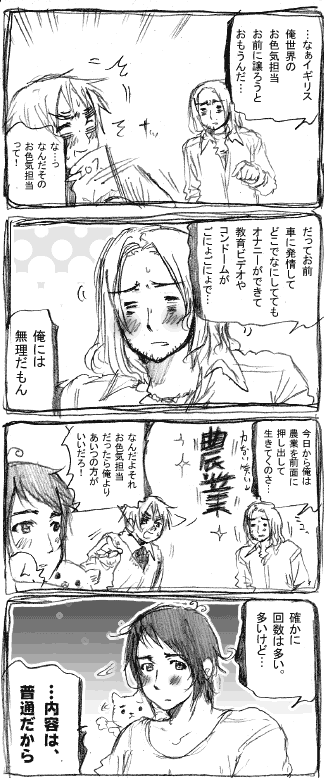 …なぁイギリス
俺世界の
お色気担当
お前に譲ろうと
おもうんだ…
な…っ
なんだその
お色気担当
って！
だってお前
車に発情して
どこでなにしてても
オナニーができて
教育ビデオや
コンドームが
ごにょごにょで…
俺には
無理だもん
今日から俺は
農業を前面に
押し出して
生きてくのさ…
農業
なんだよそれ
お色気担当
だったら俺より
あいつの方が
いいだろ！
確かに
回数は多い。
多いけど…
…内容は、
普通だから